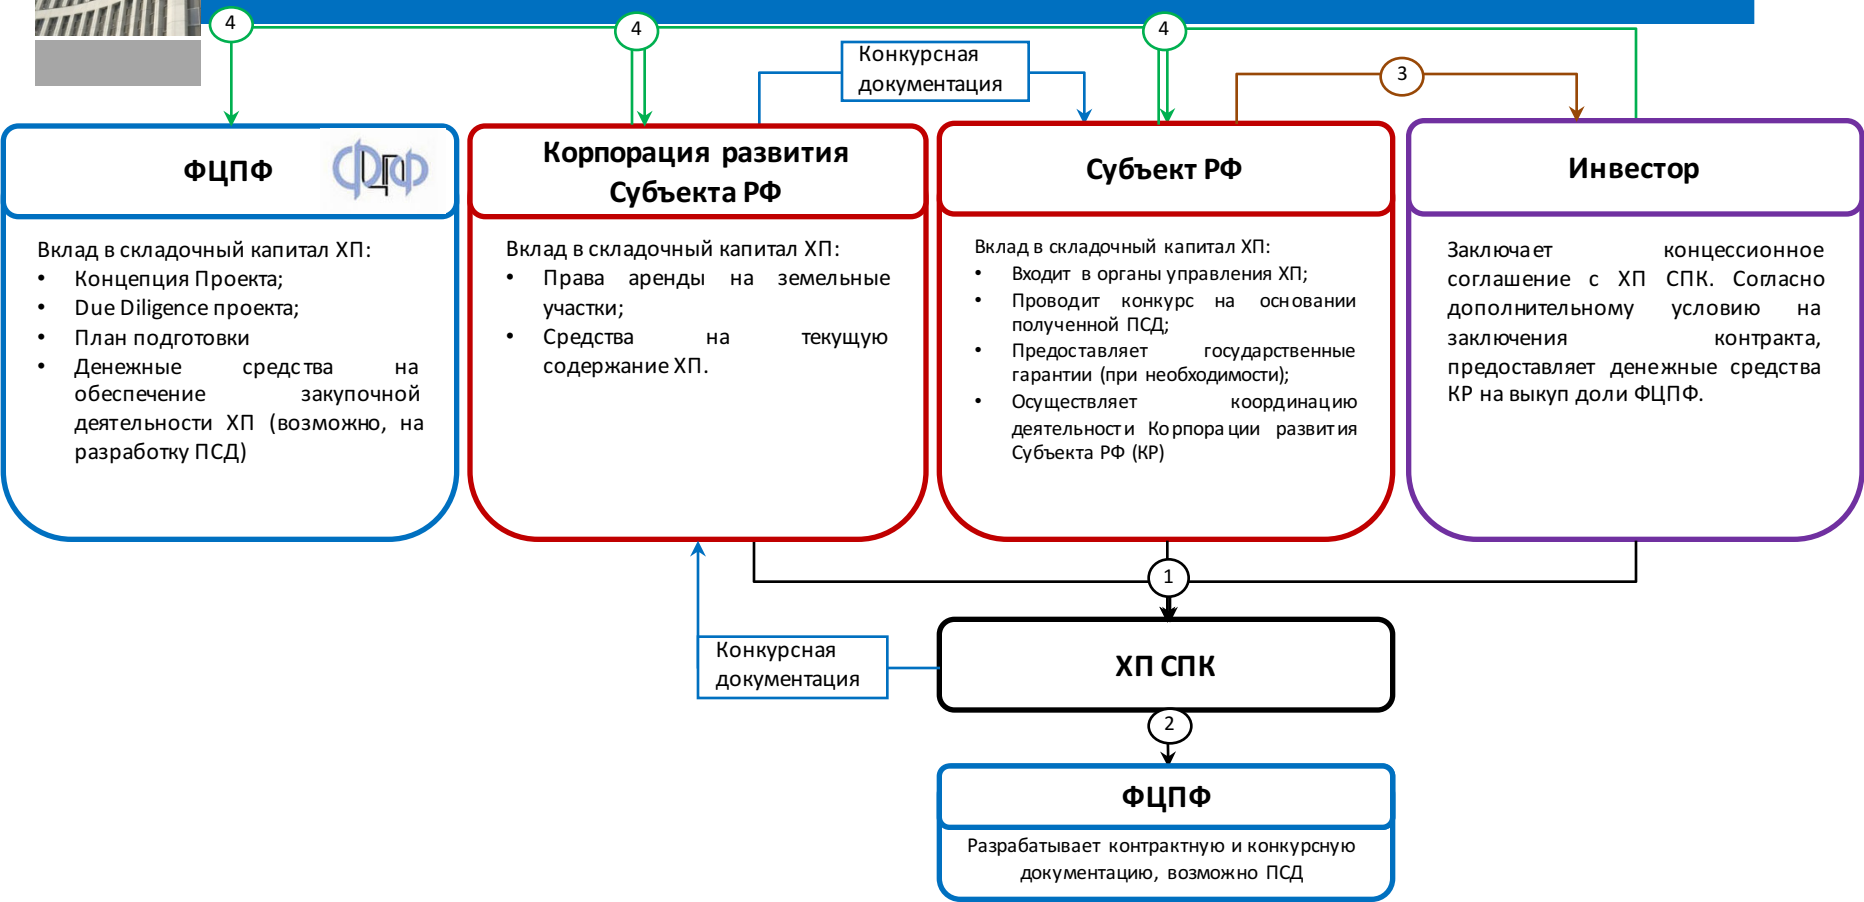 4
4
4
Конкурсная
документация
3
ФЦПФ
ФЦПФ
Вклад в складочный капитал ХП:
• Концепция Проекта;
• Due Diligence проекта;
• План подготовки
• Денежные средства на
обеспечение закупочной
деятельности ХП (возможно, на
разработку ПСД)
Корпорация развития
Субъекта РФ
Вклад в складочный капитал ХП:
• Права аренды на земельные
участки;
• Средства на текущую
содержание ХП.
Субъект РФ
Вклад в складочный капитал ХП:
• Входит в органы управления ХП;
• Проводит конкурс на основании
полученной ПСД;
• Предоставляет государственные
гарантии (при необходимости);
• Осуществляет координацию
деятельности Корпорации развития
Субъекта РФ (КР)
Инвестор
Заключает концессионное
соглашение с ХП СПК. Согласно
дополнительному условию на
заключения контракта,
предоставляет денежные средства
КР на выкуп доли ФЦПФ.
1
Конкурсная
документация
ХП СПК
2
ФЦПФ
Разрабатывает контрактную и конкурсную
документацию, возможно ПСД